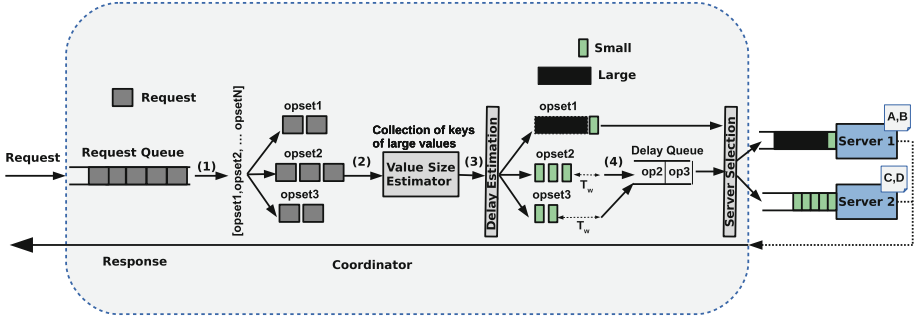 Small
Large
Request
opset1
A,B
Collection of keys
of large values
opset1
Server 1
Request
Request Queue
(1)
[opset1,opset2, ... opsetN]
opset2
(2)
Value Size
Estimator
(3)
Delay Estimation
opset2
(4)
Delay Queue
op2
op3
Server Selection
C,D
Tw
opset3
opset3
Tw
Server 2
Response
Coordinator